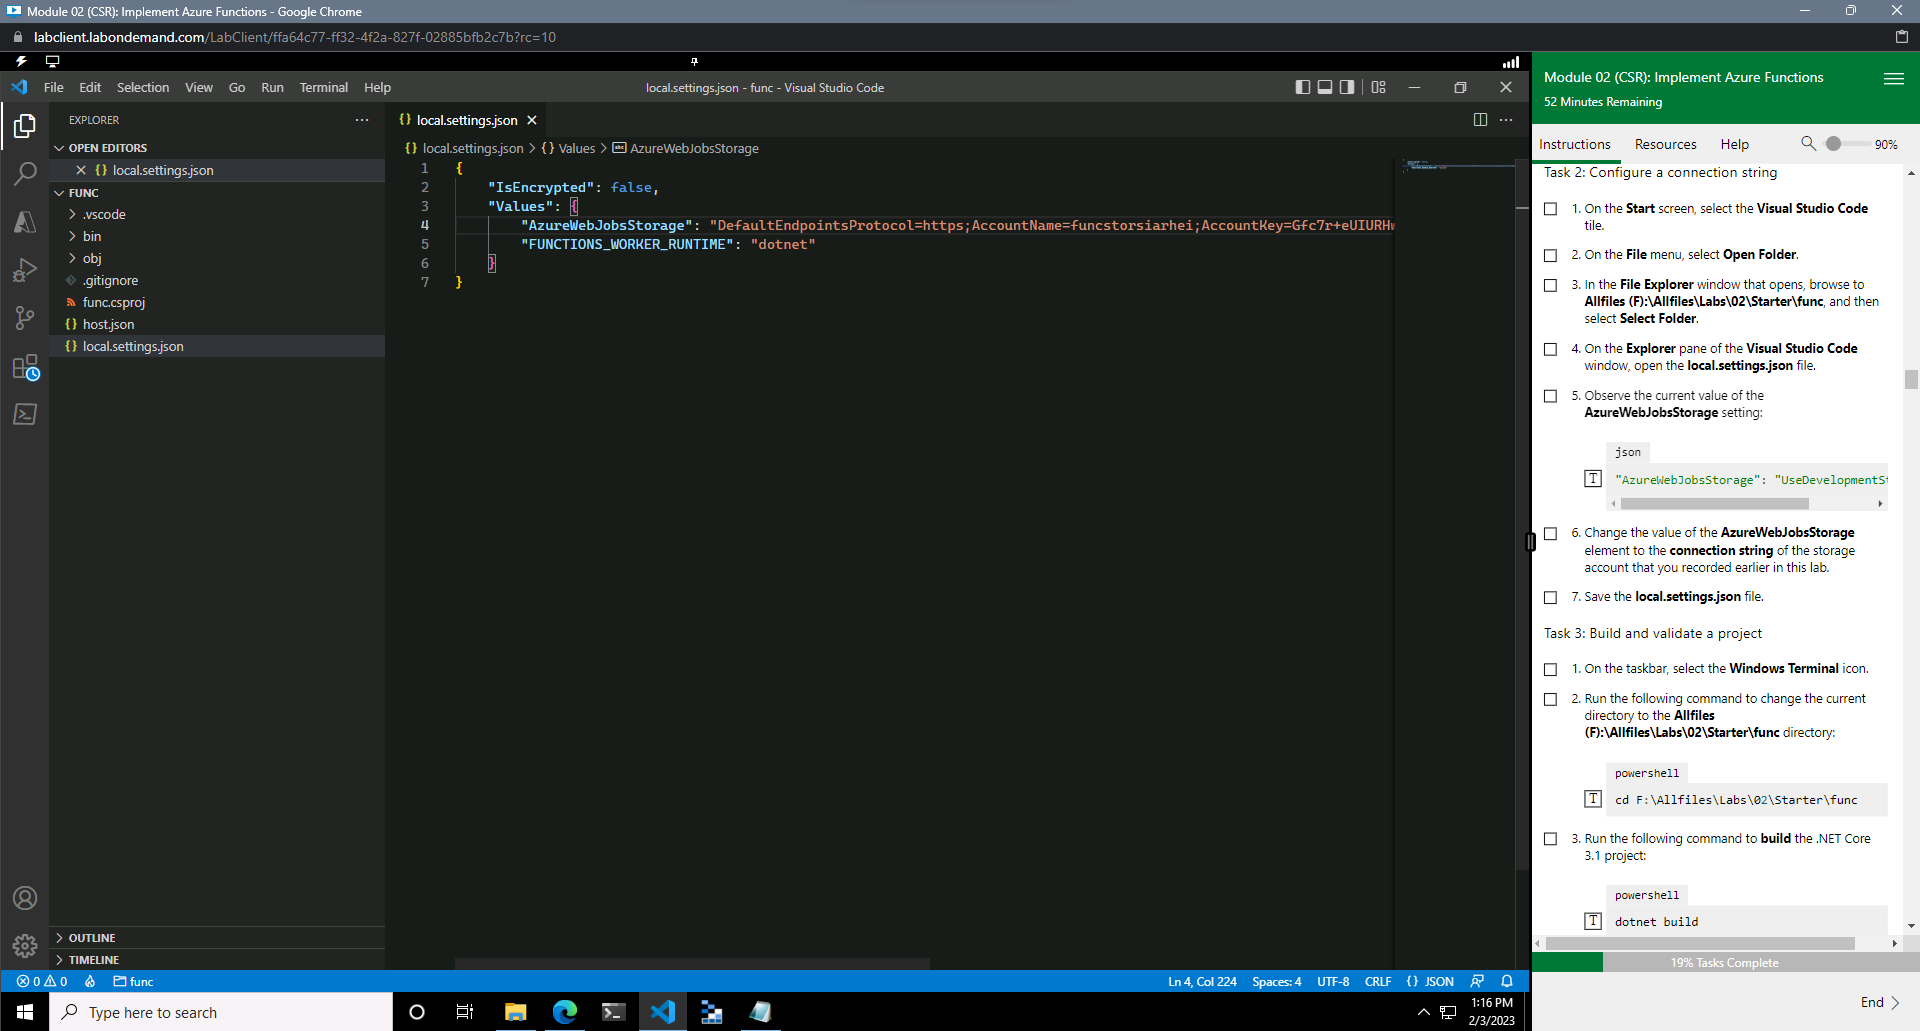 Module 02 (CSR): Implement Azure Functions - Google Chrome
labclient.labondemand.com/LabClient/ffa64c77-ff32-4f2a-827f-02885bfb2c7b?rc=10
File Edit Selection View Go Run Terminal Help
local.settings.json - func - Visual Studio Code
EXPLORER
OPEN EDITORS
{} local.settings.json
FUNC
.vscode
bin
obj
.gitignore
func.csproj
{} host.json
{} local.settings.json
OUTLINE
TIMELINE
{} local.settings.json
{} local.settings.json > {} Values > AzureWebJobsStorage
1 {
2 "IsEncrypted": false,
3 "Values": {
4 "AzureWebJobsStorage": "DefaultEndpointsProtocol=https;AccountName=funcstorsiarhei;AccountKey=Gfc7r+eUIURHw
5 "FUNCTIONS_WORKER_RUNTIME": "dotnet"
6 }
7 }
0 0 func
Ln 4, Col 224 Spaces: 4 UTF-8 CRLF {} JSON
Type here to search
1:16 PM
2/3/2023
Module 02 (CSR): Implement Azure Functions
52 Minutes Remaining
Instructions Resources Help 90%
Task 2: Configure a connection string
1. On the Start screen, select the Visual Studio Code
tile.
2. On the File menu, select Open Folder.
3. In the File Explorer window that opens, browse to
Allfiles (F):\Allfiles\Labs\02\Starter\func, and then
select Select Folder.
4. On the Explorer pane of the Visual Studio Code
window, open the local.settings.json file.
5. Observe the current value of the
AzureWebJobsStorage setting:
json
T "AzureWebJobsStorage": "UseDevelopmentSt
6. Change the value of the AzureWebJobsStorage
element to the connection string of the storage
account that you recorded earlier in this lab.
7. Save the local.settings.json file.
Task 3: Build and validate a project
1. On the taskbar, select the Windows Terminal icon.
2. Run the following command to change the current
directory to the Allfiles
(F):\Allfiles\Labs\02\Starter\func directory:
powershell
T cd F:\Allfiles\Labs\02\Starter\func
3. Run the following command to build the .NET Core
3.1 project:
powershell
T dotnet build
19% Tasks Complete
End